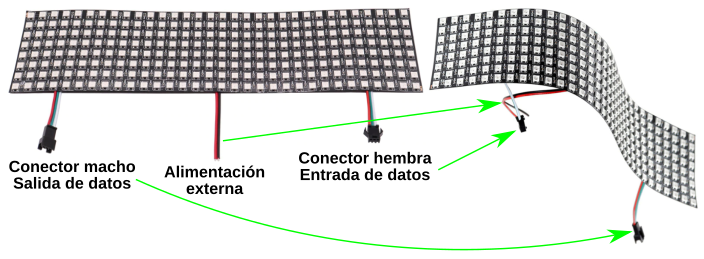 Conector macho
Salida de datos
Alimentación
externa
Conector hembra
Entrada de datos